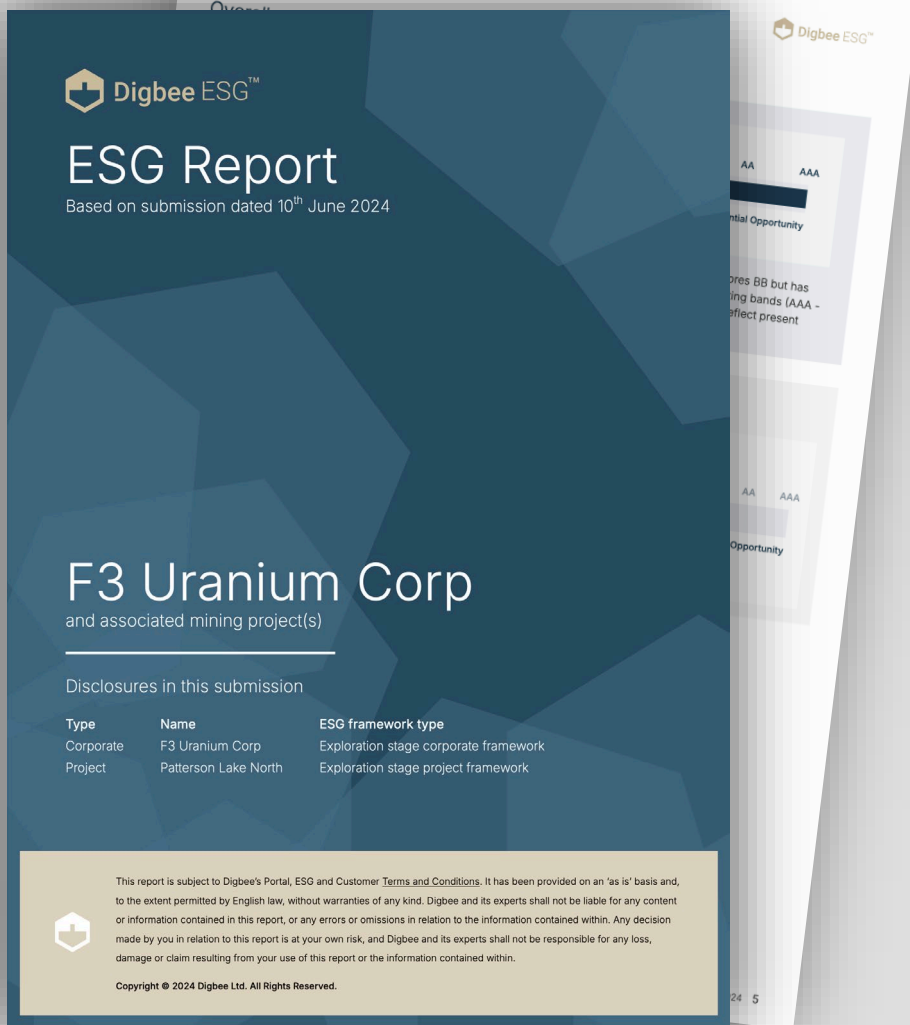 Overall
Digbee ESG™
Digbee ESG™
ESG Report
Based on submission dated 10th June 2024
AA AAA
Opportunity
BB but has
bands (AAA -
present
F3 Uranium Corp
and associated mining project(s)
AA AAA
Opportunity
Disclosures in this submission
Type Name ESG framework type
Corporate F3 Uranium Corp Exploration stage corporate framework
Project Patterson Lake North Exploration stage project framework
This report is subject to Digbee's Portal, ESG and Customer Terms and Conditions. It has been provided on an 'as is' basis and,
to the extent permitted by English law, without warranties of any kind. Digbee and its experts shall not be liable for any content
or information contained in this report, or any errors or omissions in relation to the information contained within. Any decision
made by you in relation to this report is at your own risk, and Digbee and its experts shall not be responsible for any loss,
damage or claim resulting from your use of this report or the information contained within.
Copyright © 2024 Digbee Ltd. All Rights Reserved.
24 5